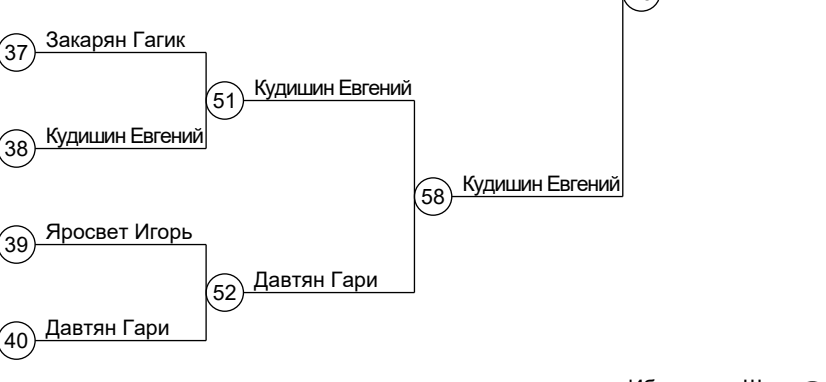 37 Закарян Гагик
51 Кудишин Евгений
38 Кудишин Евгений
58 Кудишин Евгений
39 Яросвет Игорь
52 Давтян Гари
40 Давтян Гари